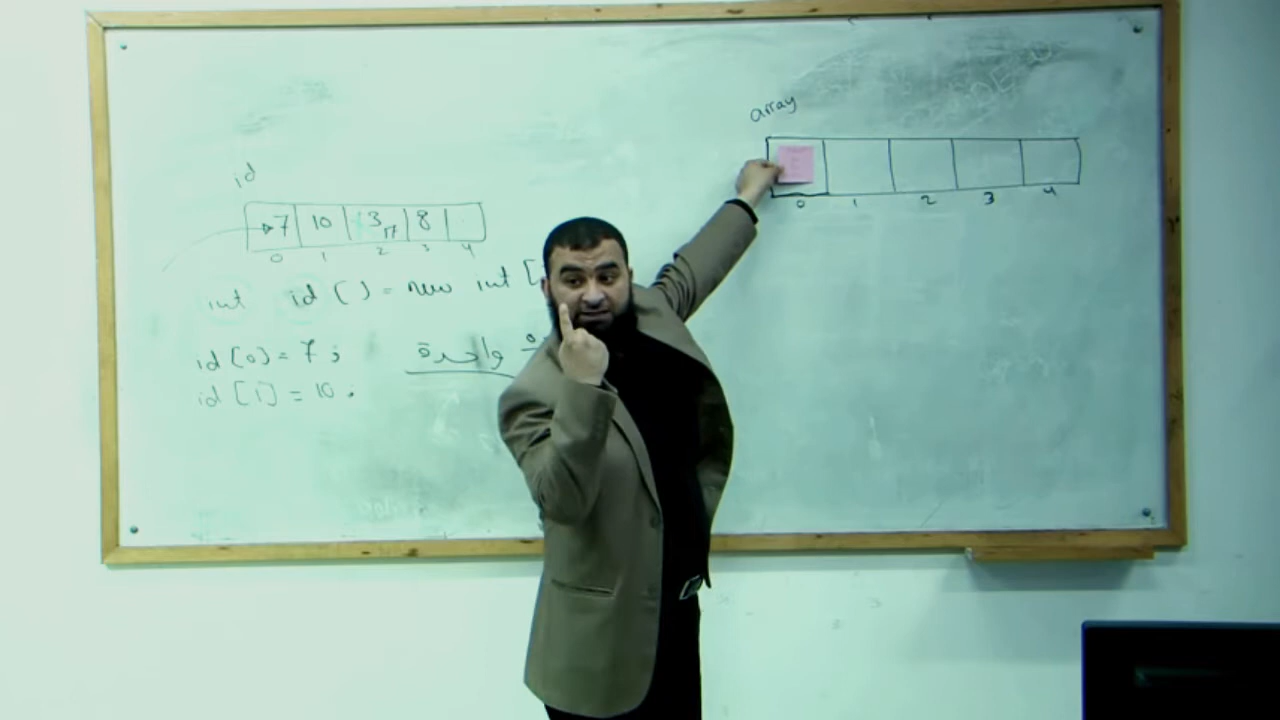 array
0 1 2 3 4
id
7 10 13 17 8
0 1 2 3 4
int id () = new int [
id [0] = 7 ;
واحدة
id [1] = 10 ;